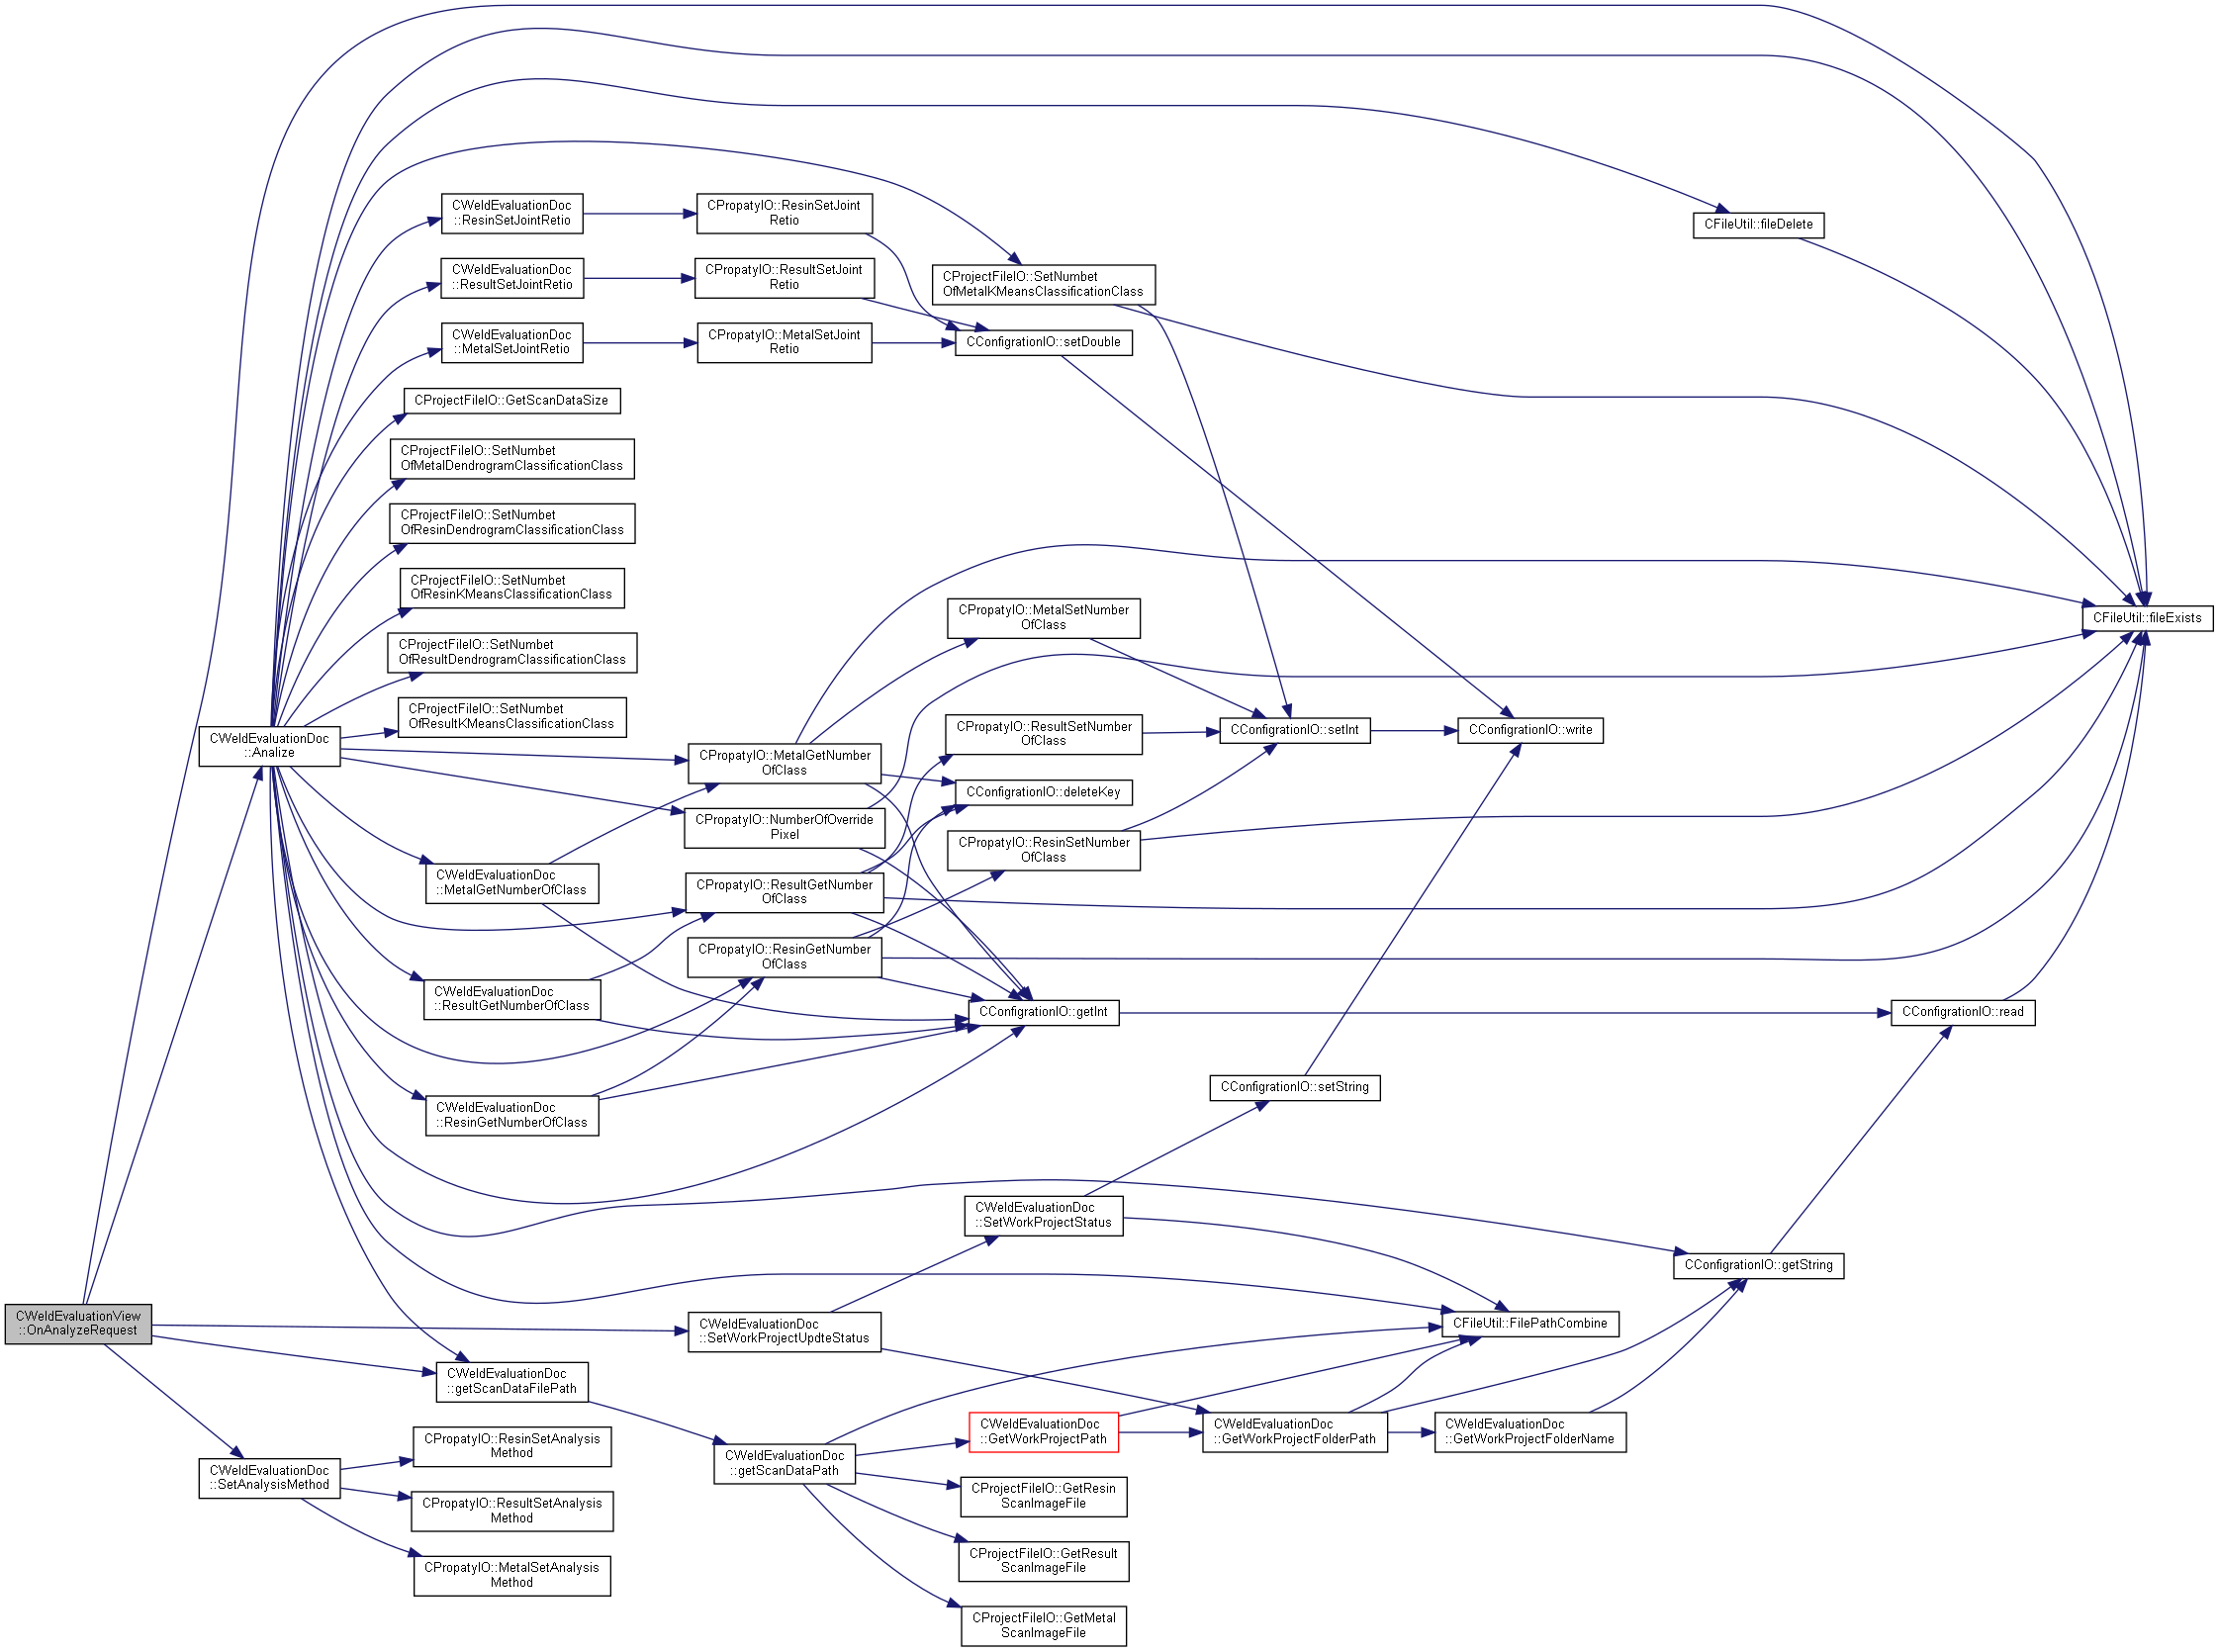 CWeldEvaluationView
::OnAnalyzeRequest
CWeldEvaluationDoc
::Analize
CWeldEvaluationDoc
::SetAnalysisMethod
CWeldEvaluationDoc
::ResinSetJointRetio
CWeldEvaluationDoc
::ResultSetJointRetio
CWeldEvaluationDoc
::MetalSetJointRetio
CProjectFileIO::GetScanDataSize
CProjectFileIO::SetNumbet
OfMetalDendrogramClassificationClass
CProjectFileIO::SetNumbet
OfResinDendrogramClassificationClass
CProjectFileIO::SetNumbet
OfResinKMeansClassificationClass
CProjectFileIO::SetNumbet
OfResultDendrogramClassificationClass
CProjectFileIO::SetNumbet
OfResultKMeansClassificationClass
CWeldEvaluationDoc
::MetalGetNumberOfClass
CWeldEvaluationDoc
::ResultGetNumberOfClass
CWeldEvaluationDoc
::ResinGetNumberOfClass
CWeldEvaluationDoc
::getScanDataFilePath
CPropatyIO::ResinSetAnalysis
Method
CPropatyIO::ResultSetAnalysis
Method
CPropatyIO::MetalSetAnalysis
Method
CPropatyIO::ResinSetJoint
Retio
CPropatyIO::ResultSetJoint
Retio
CPropatyIO::MetalSetJoint
Retio
CPropatyIO::MetalGetNumber
OfClass
CPropatyIO::NumberOfOverride
Pixel
CPropatyIO::ResultGetNumber
OfClass
CPropatyIO::ResinGetNumber
OfClass
CWeldEvaluationDoc
::SetWorkProjectUpdteStatus
CWeldEvaluationDoc
::getScanDataPath
CProjectFileIO::SetNumbet
OfMetalKMeansClassificationClass
CConfigrationIO::setDouble
CPropatyIO::MetalSetNumber
OfClass
CPropatyIO::ResultSetNumber
OfClass
CConfigrationIO::deleteKey
CPropatyIO::ResinSetNumber
OfClass
CConfigrationIO::getInt
CWeldEvaluationDoc
::SetWorkProjectStatus
CWeldEvaluationDoc
::GetWorkProjectPath
CProjectFileIO::GetResin
ScanImageFile
CProjectFileIO::GetResult
ScanImageFile
CProjectFileIO::GetMetal
ScanImageFile
CConfigrationIO::setInt
CConfigrationIO::setString
CWeldEvaluationDoc
::GetWorkProjectFolderPath
CConfigrationIO::write
CFileUtil::FilePathCombine
CWeldEvaluationDoc
::GetWorkProjectFolderName
CFileUtil::fileDelete
CConfigrationIO::getString
CConfigrationIO::read
CFileUtil::fileExists